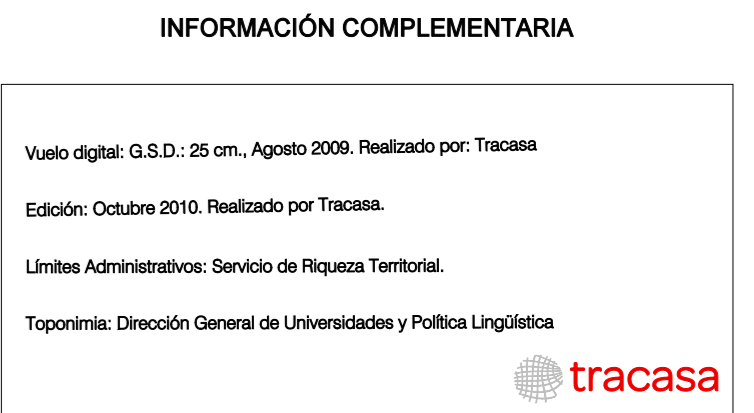 INFORMACIÓN COMPLEMENTARIA
Vuelo digital: G.S.D.: 25 cm., Agosto 2009. Realizado por: Tracasa
Edición: Octubre 2010. Realizado por Tracasa.
Límites Administrativos: Servicio de Riqueza Territorial.
Toponimia: Dirección General de Universidades y Política Lingüística
tracasa